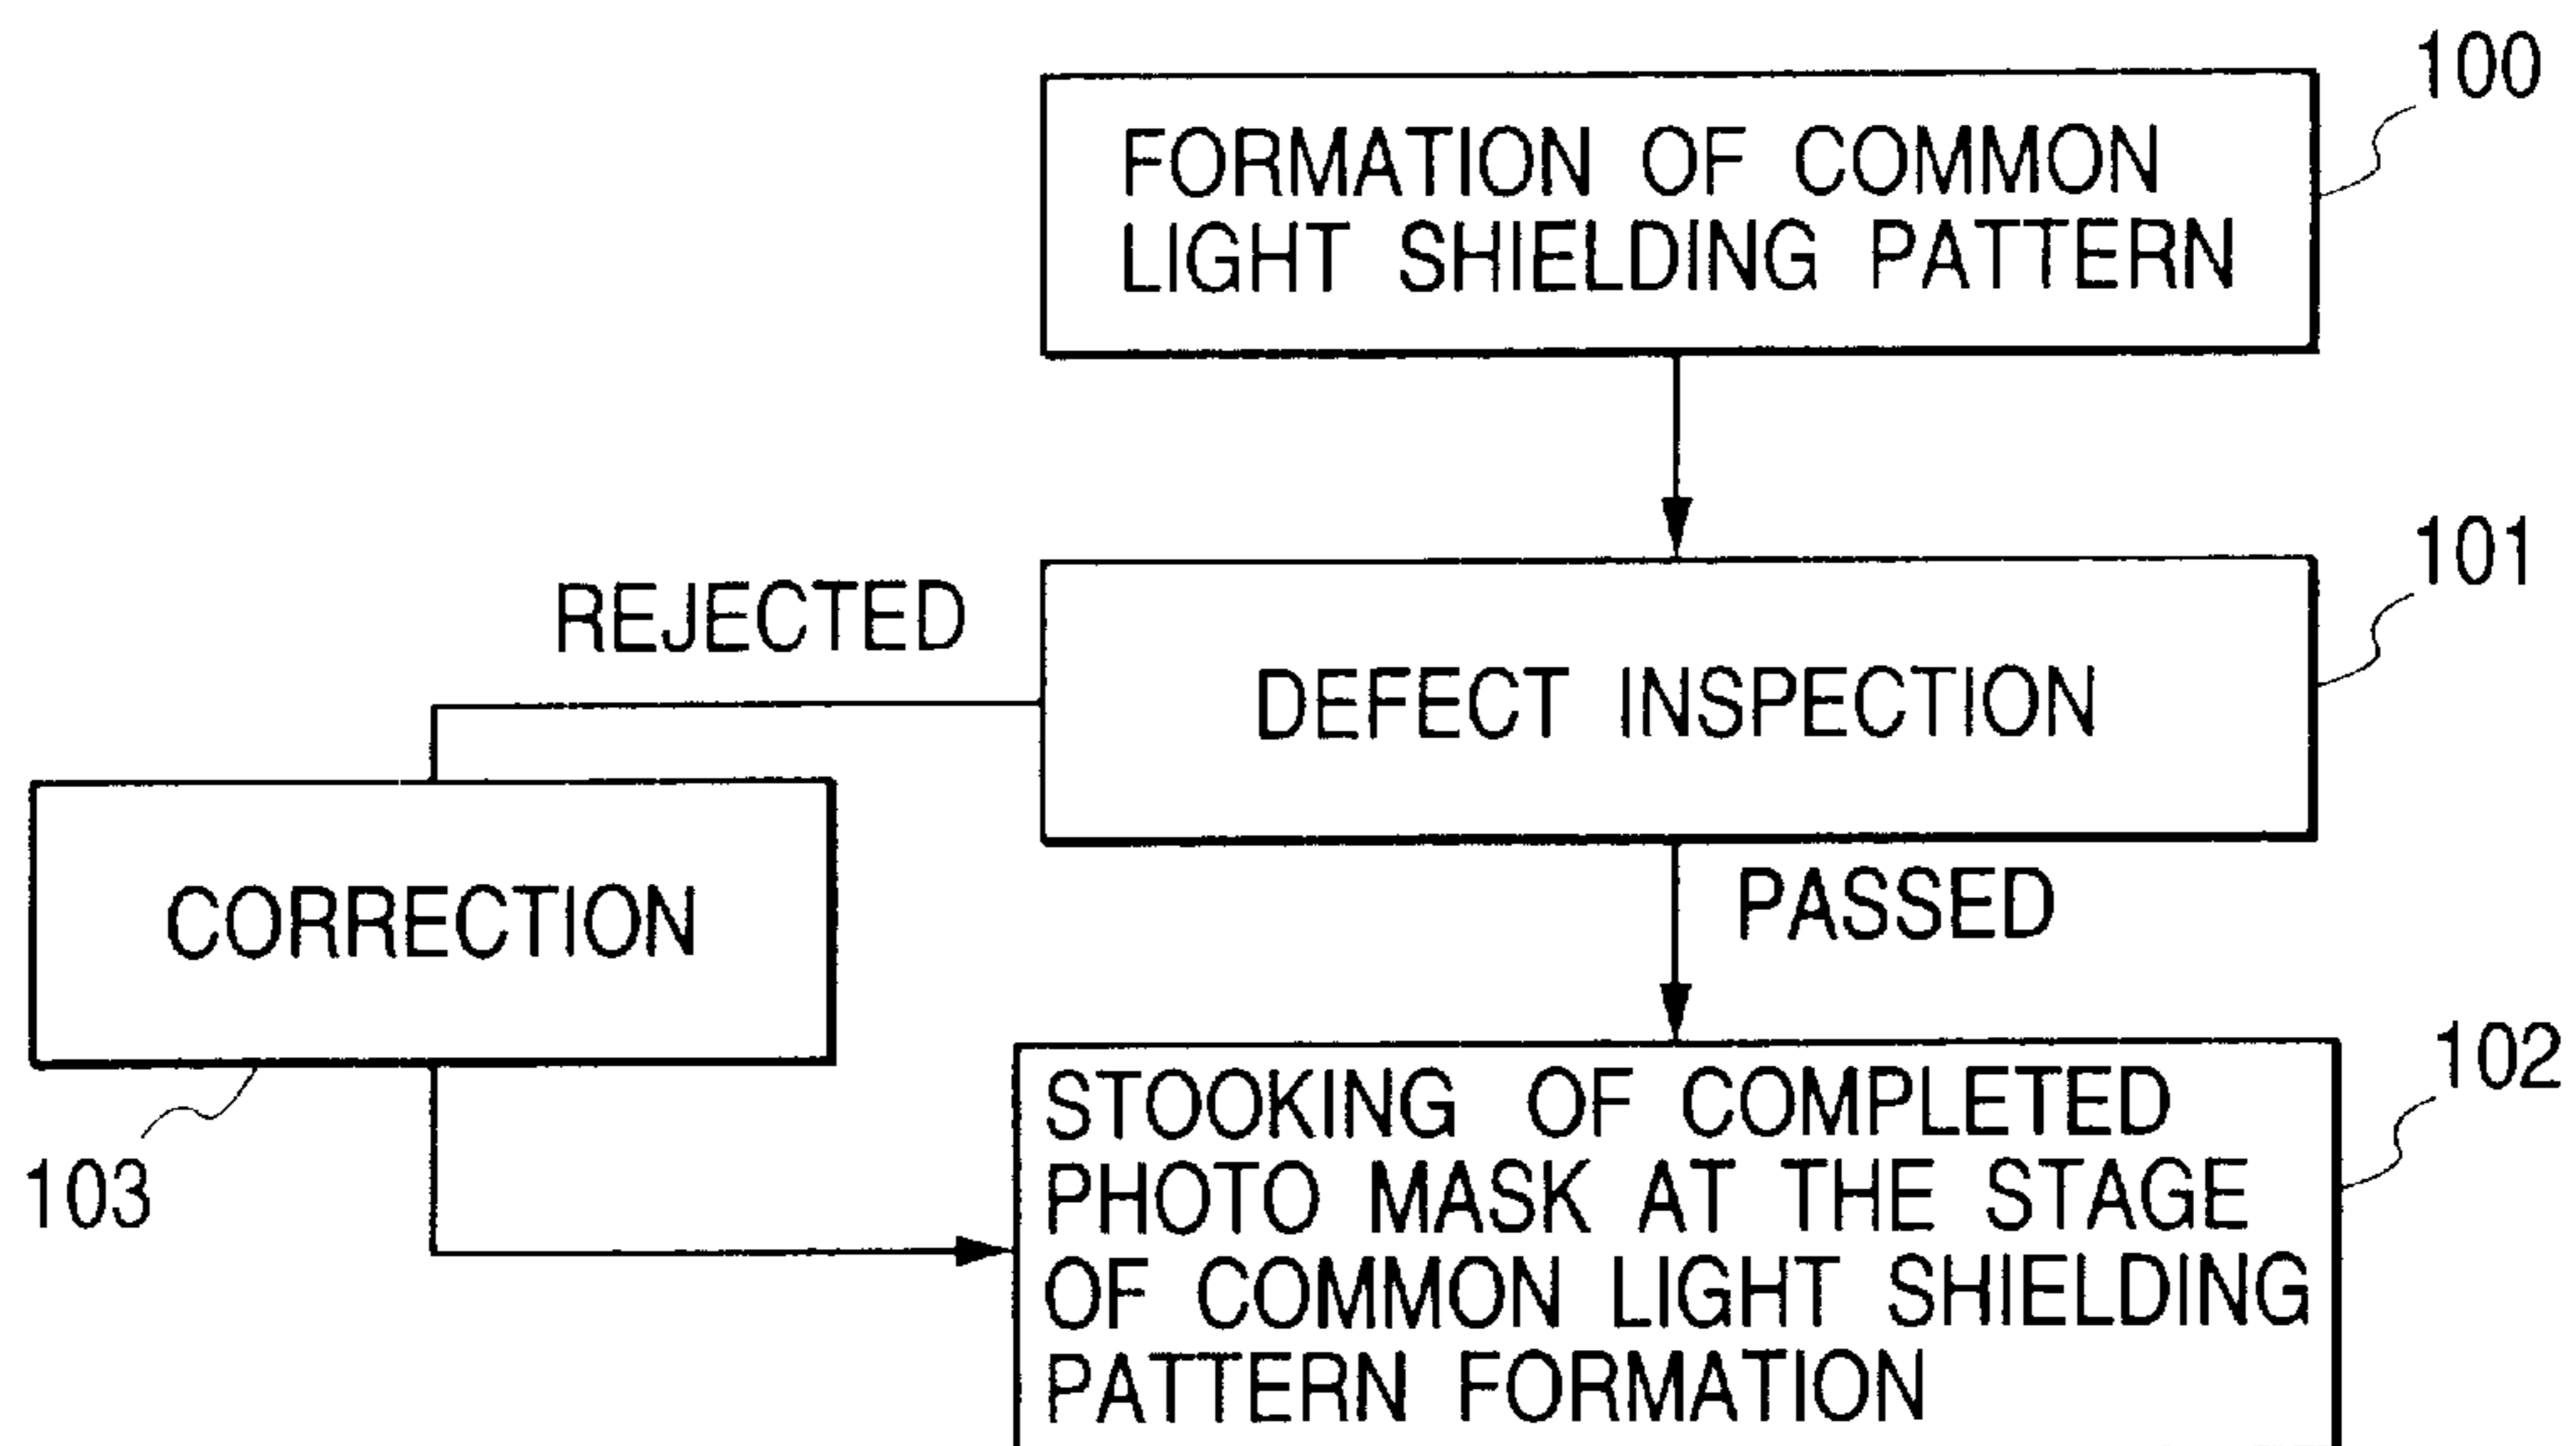 100
FORMATION OF COMMON
LIGHT SHIELDING PATTERN
101
REJECTED
DEFECT INSPECTION
CORRECTION
PASSED
103
102
STOOKING OF COMPLETED
PHOTO MASK AT THE STAGE
OF COMMON LIGHT SHIELDING
PATTERN FORMATION